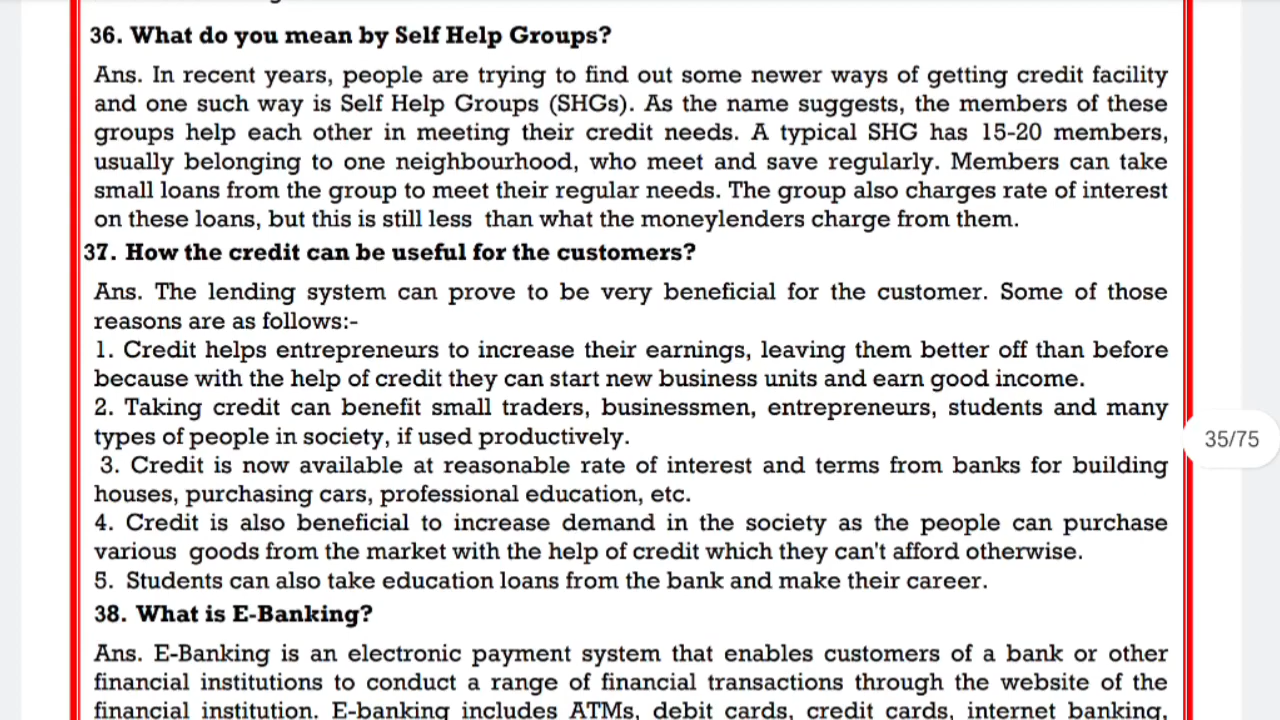 36. What do you mean by Self Help Groups?
Ans. In recent years, people are trying to find out some newer ways of getting credit facility
and one such way is Self Help Groups (SHGs). As the name suggests, the members of these
groups help each other in meeting their credit needs. A typical SHG has 15-20 members,
usually belonging to one neighbourhood, who meet and save regularly. Members can take
small loans from the group to meet their regular needs. The group also charges rate of interest
on these loans, but this is still less than what the moneylenders charge from them.
37. How the credit can be useful for the customers?
Ans. The lending system can prove to be very beneficial for the customer. Some of those
reasons are as follows:-
1. Credit helps entrepreneurs to increase their earnings, leaving them better off than before
because with the help of credit they can start new business units and earn good income.
2. Taking credit can benefit small traders, businessmen, entrepreneurs, students and many
types of people in society, if used productively.
3. Credit is now available at reasonable rate of interest and terms from banks for building
houses, purchasing cars, professional education, etc.
35/75
4. Credit is also beneficial to increase demand in the society as the people can purchase
various goods from the market with the help of credit which they can't afford otherwise.
5. Students can also take education loans from the bank and make their career.
38. What is E-Banking?
Ans. E-Banking is an electronic payment system that enables customers of a bank or other
financial institutions to conduct a range of financial transactions through the website of the
financial institution. E-banking includes ATMs, debit cards, credit cards, internet banking,